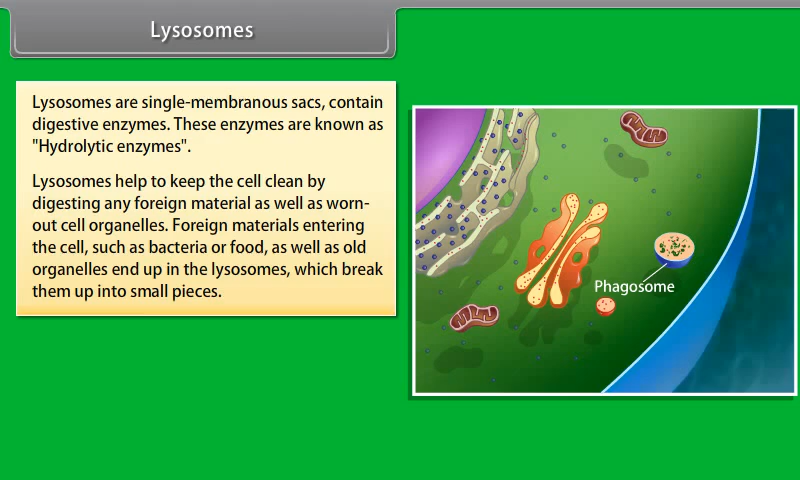 Lysosomes
Lysosomes are single-membranous sacs, contain
digestive enzymes. These enzymes are known as
"Hydrolytic enzymes".
Lysosomes help to keep the cell clean by
digesting any foreign material as well as worn-
out cell organelles. Foreign materials entering
the cell, such as bacteria or food, as well as old
organelles end up in the lysosomes, which break
them up into small pieces.
Phagosome